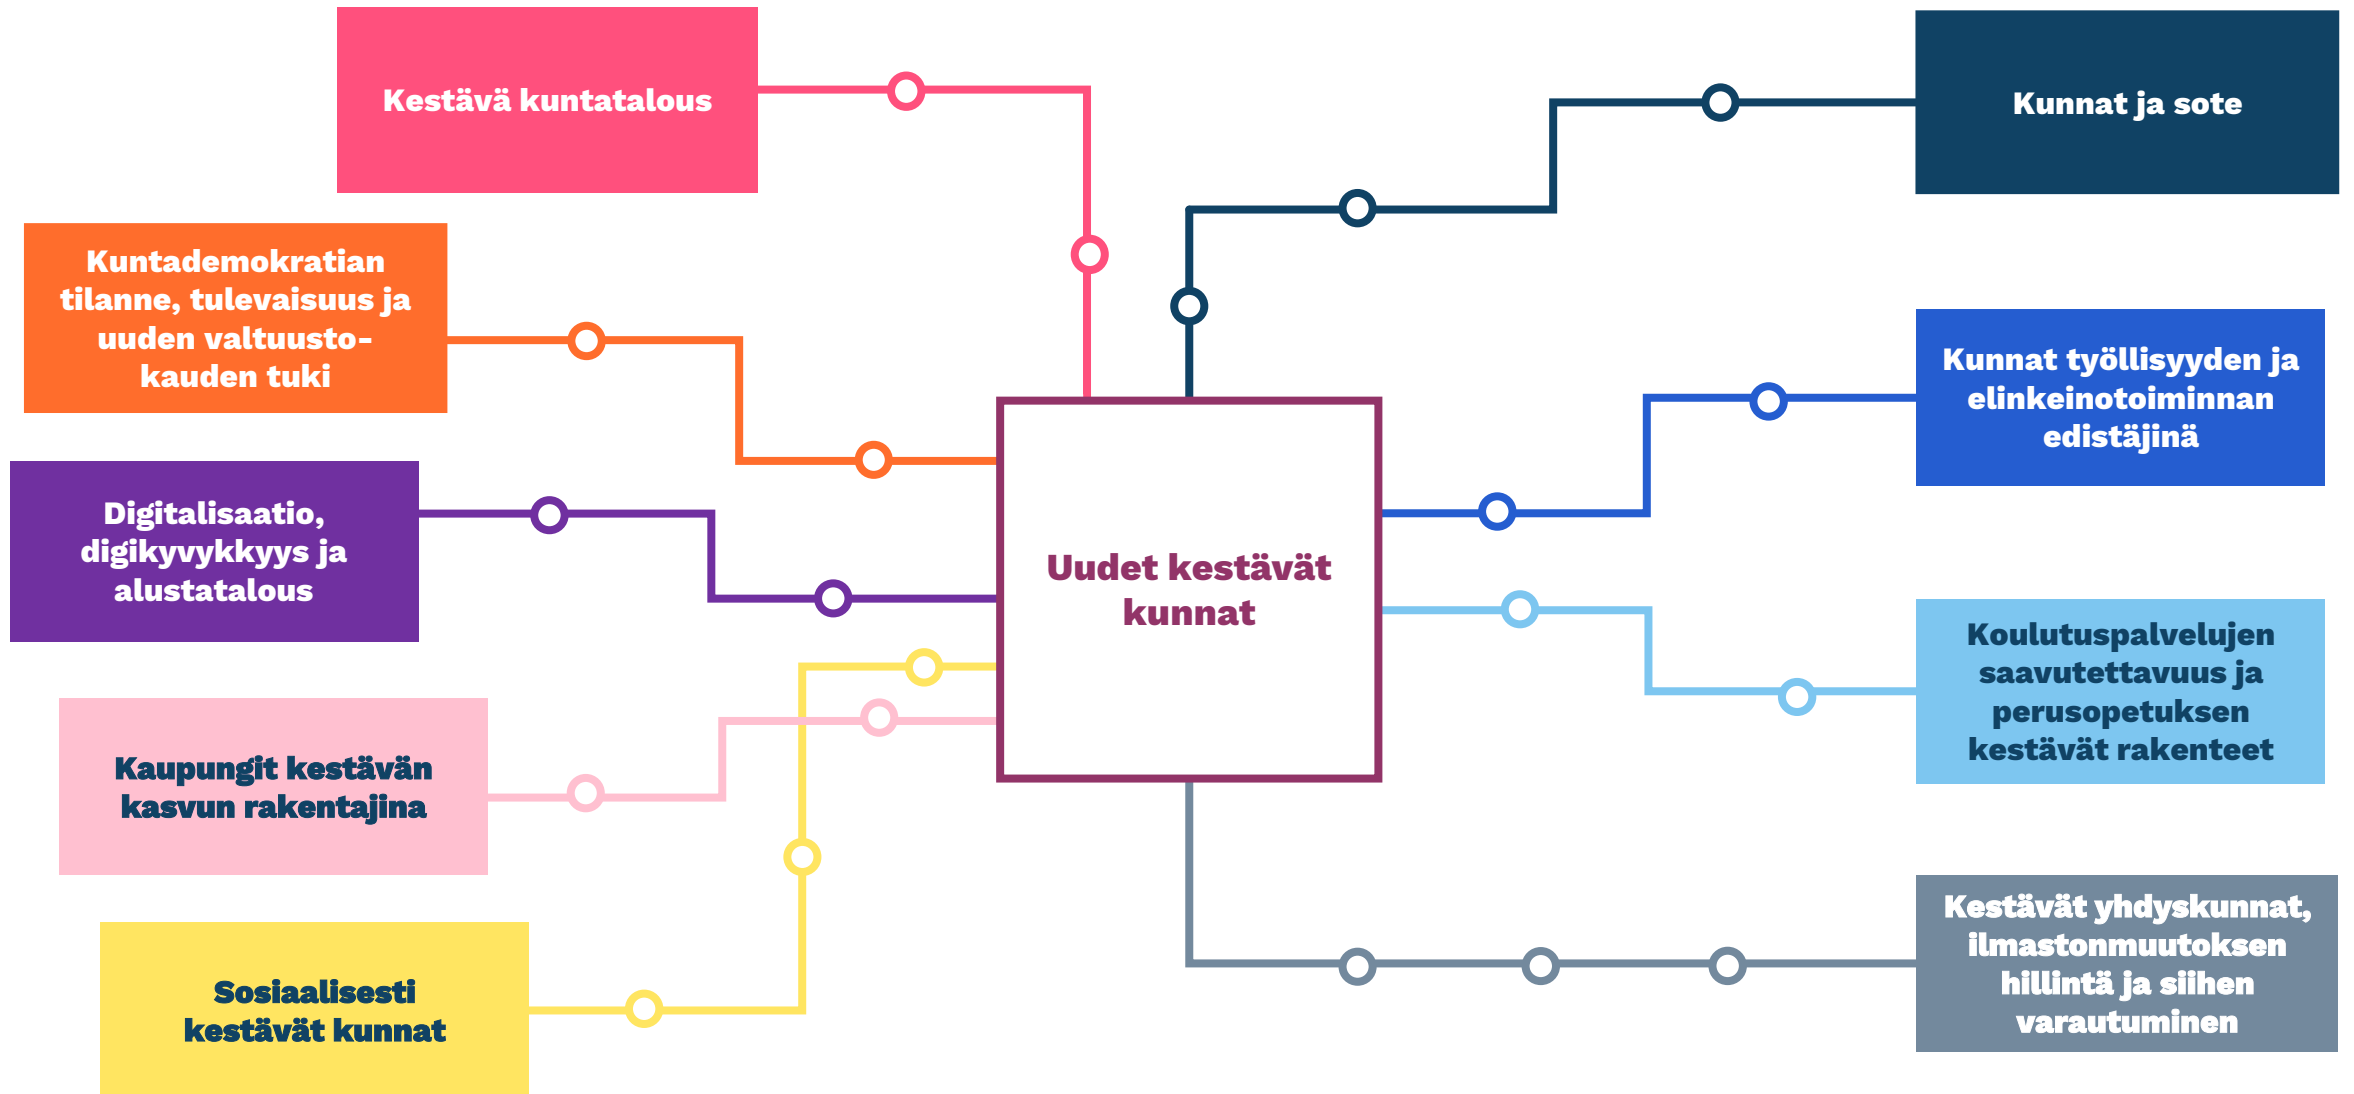 Kestävä kuntatalous
Kuntademokratian
tilanne, tulevaisuus ja
uuden valtuusto-
kauden tuki
Digitalisaatio,
digikyvykkyys ja
alustatalous
Kaupungit kestävän
kasvun rakentajina
Sosiaalisesti
kestävät kunnat
Uudet kestävät
kunnat
Kunnat ja sote
Kunnat työllisyyden ja
elinkeinotoiminnan
edistäjinä
Koulutuspalvelujen
saavutettavuus ja
perusopetuksen
kestävät rakenteet
Kestävät yhdyskunnat,
ilmastonmuutoksen
hillintä ja siihen
varautuminen